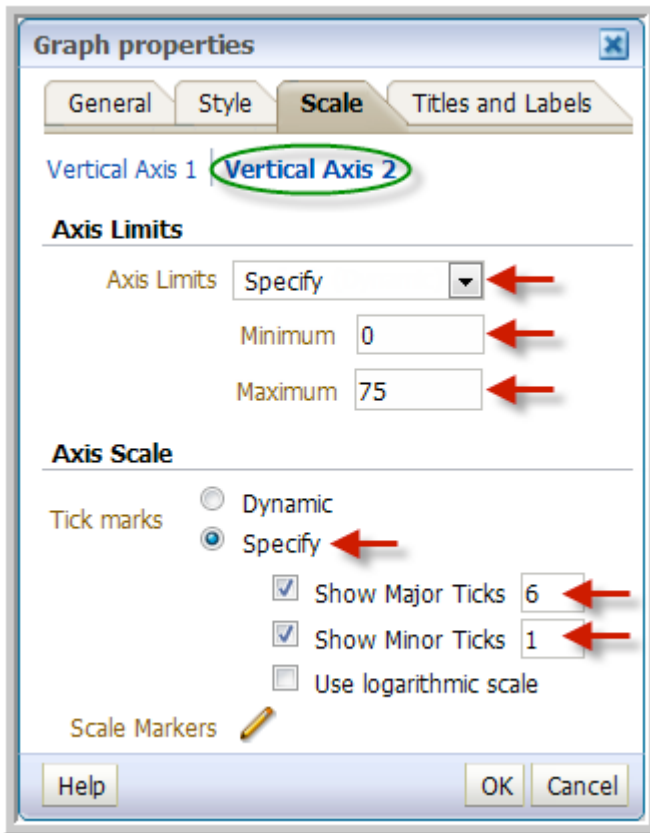 Graph properties
General Style Scale Titles and Labels
Vertical Axis 1 Vertical Axis 2
Axis Limits
Axis Limits Specify
Minimum 0
Maximum 75
Axis Scale
Tick marks
Dynamic
Specify
Show Major Ticks 6
Show Minor Ticks 1
Use logarithmic scale
Scale Markers
Help OK Cancel